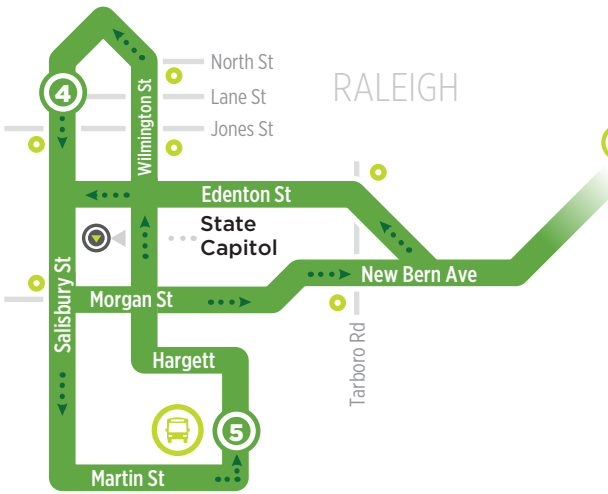 North St
Lane St
Jones St
RALEIGH
4
Wilmington St
Edenton St
State
Capitol
Salisbury St
Morgan St
New Bern Ave
Tarboro Rd
Hargett
5
Martin St